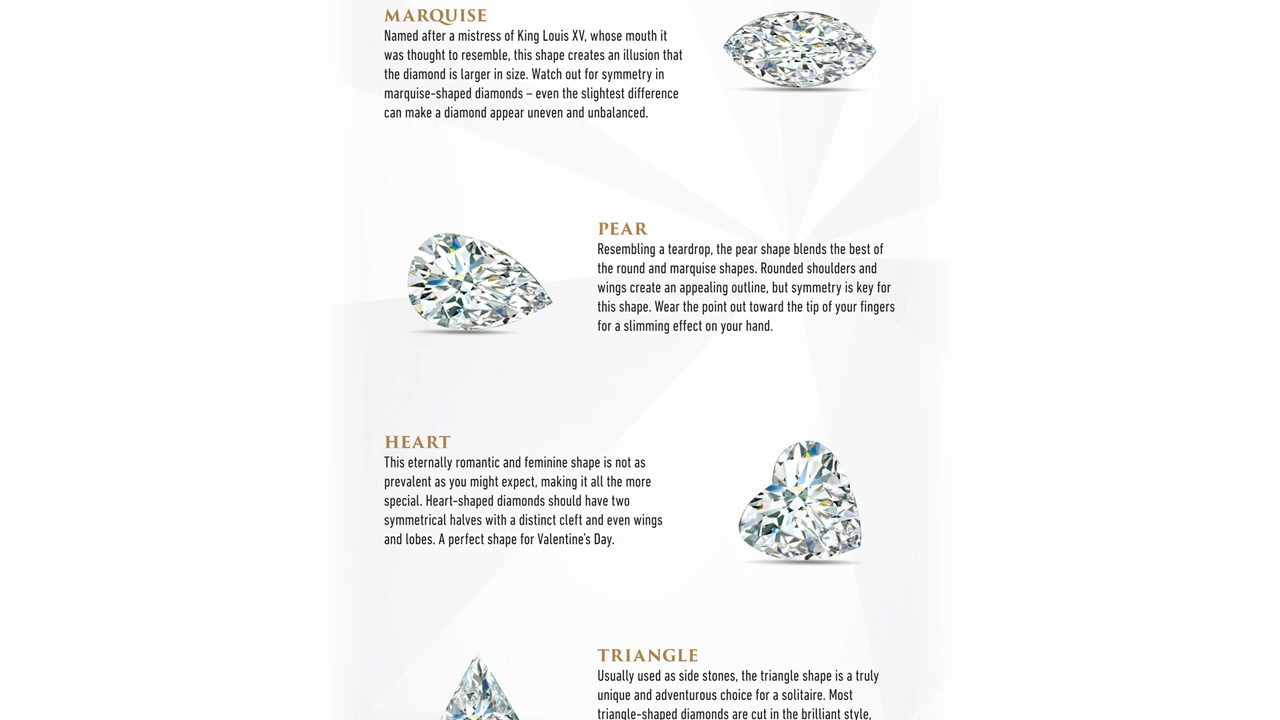 MARQUISE
Named after a mistress of King Louis XV, whose mouth it
was thought to resemble, this shape creates an illusion that
the diamond is larger in size. Watch out for symmetry in
marquise-shaped diamonds – even the slightest difference
can make a diamond appear uneven and unbalanced.
PEAR
Resembling a teardrop, the pear shape blends the best of
the round and marquise shapes. Rounded shoulders and
wings create an appealing outline, but symmetry is key for
this shape. Wear the point out toward the tip of your fingers
for a slimming effect on your hand.
HEART
This eternally romantic and feminine shape is not as
prevalent as you might expect, making it all the more
special. Heart-shaped diamonds should have two
symmetrical halves with a distinct cleft and even wings
and lobes. A perfect shape for Valentine's Day.
TRIANGLE
Usually used as side stones, the triangle shape is a truly
unique and adventurous choice for a solitaire. Most
triangle-shaped diamonds are cut in the brilliant style,